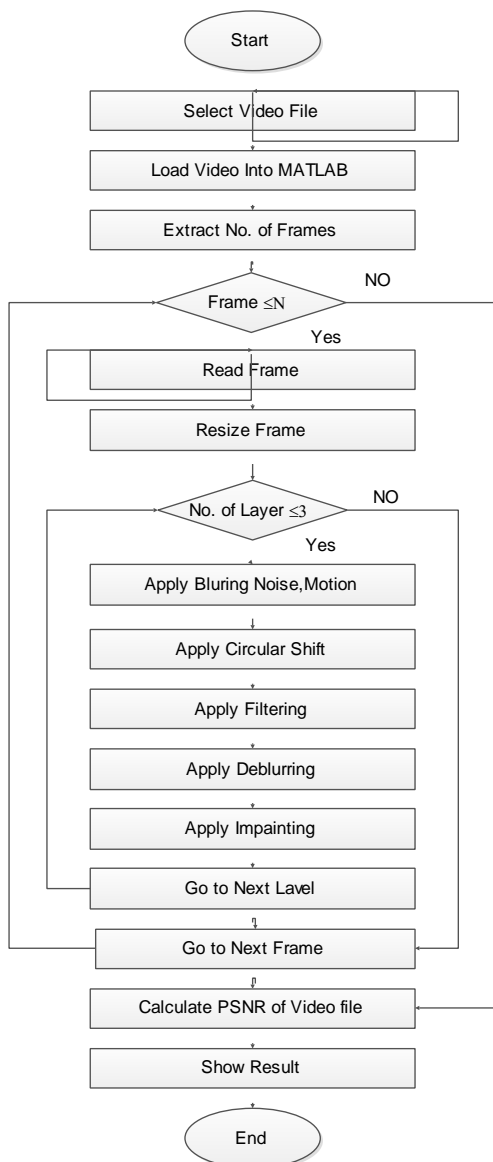 Start
Select Video File
Load Video Into MATLAB
Extract No. of Frames
Frame ≤N
NO
Yes
Read Frame
Resize Frame
No. of Layer ≤3
NO
Yes
Apply Bluring Noise,Motion
Apply Circular Shift
Apply Filtering
Apply Deblurring
Apply Impainting
Go to Next Lavel
Go to Next Frame
Calculate PSNR of Video file
Show Result
End